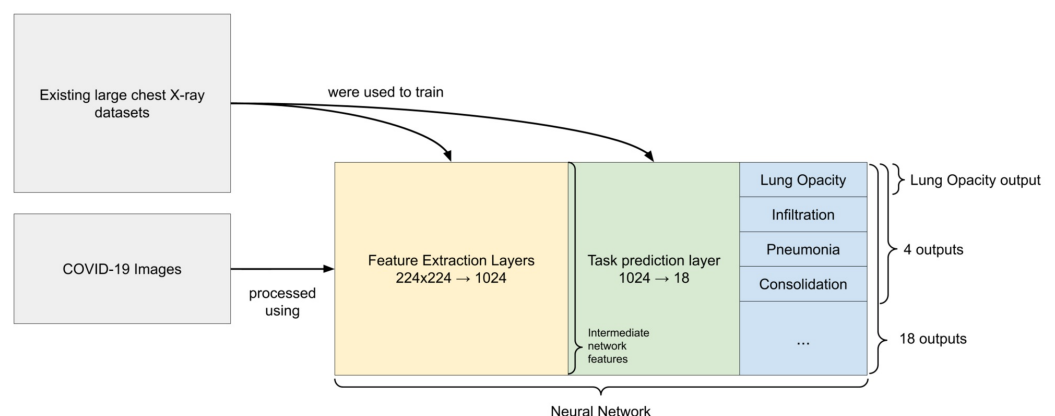 Existing large chest X-ray
datasets
were used to train
COVID-19 Images
processed
using
Feature Extraction Layers
224x224 → 1024
Intermediate
network
features
Task prediction layer
1024 → 18
Lung Opacity
Infiltration
Pneumonia
Consolidation
...
Lung Opacity output
4 outputs
18 outputs
Neural Network